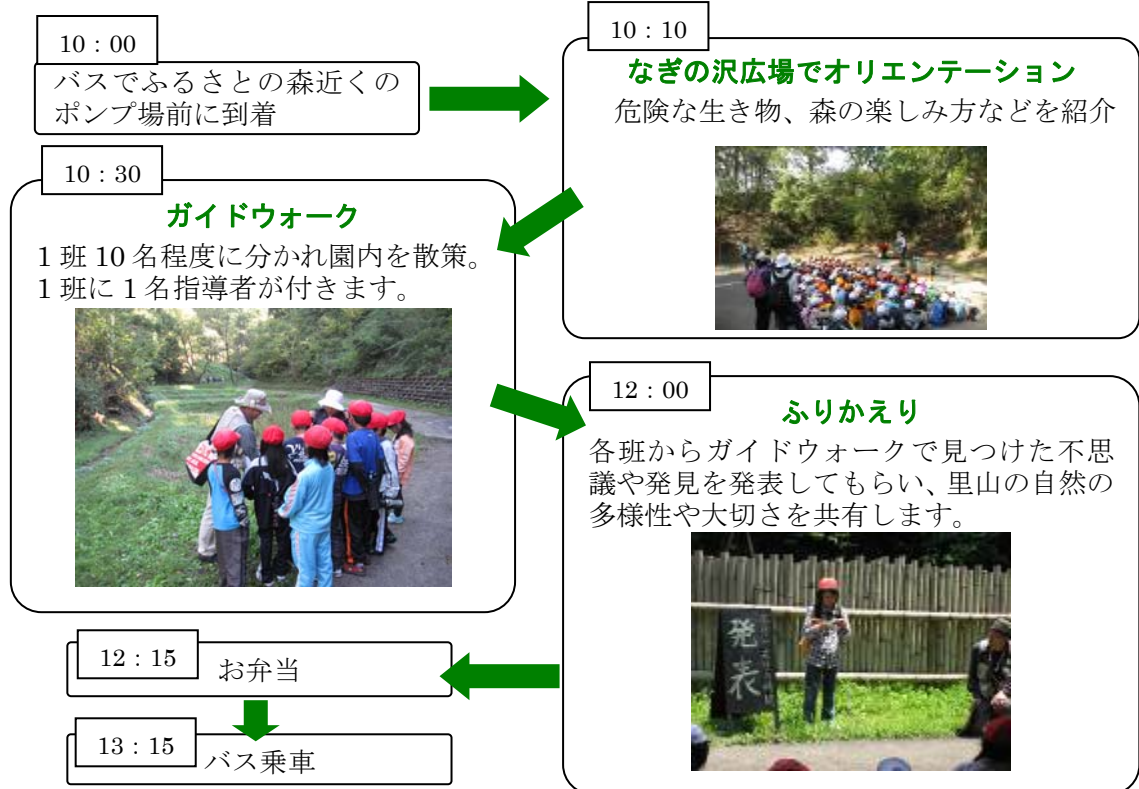 10：00
バスでふるさとの森近くの
ポンプ場前に到着
10：10
なぎの沢広場でオリエンテーション
危険な生き物、森の楽しみ方などを紹介
10：30
ガイドウォーク
1 班 10 名程度に分かれ園内を散策。
1 班に 1 名指導者が付きます。
12：00
ふりかえり
各班からガイドウォークで見つけた不思
議や発見を発表してもらい、里山の自然の
多様性や大切さを共有します。
発表
12：15
お弁当
13：15
バス乗車